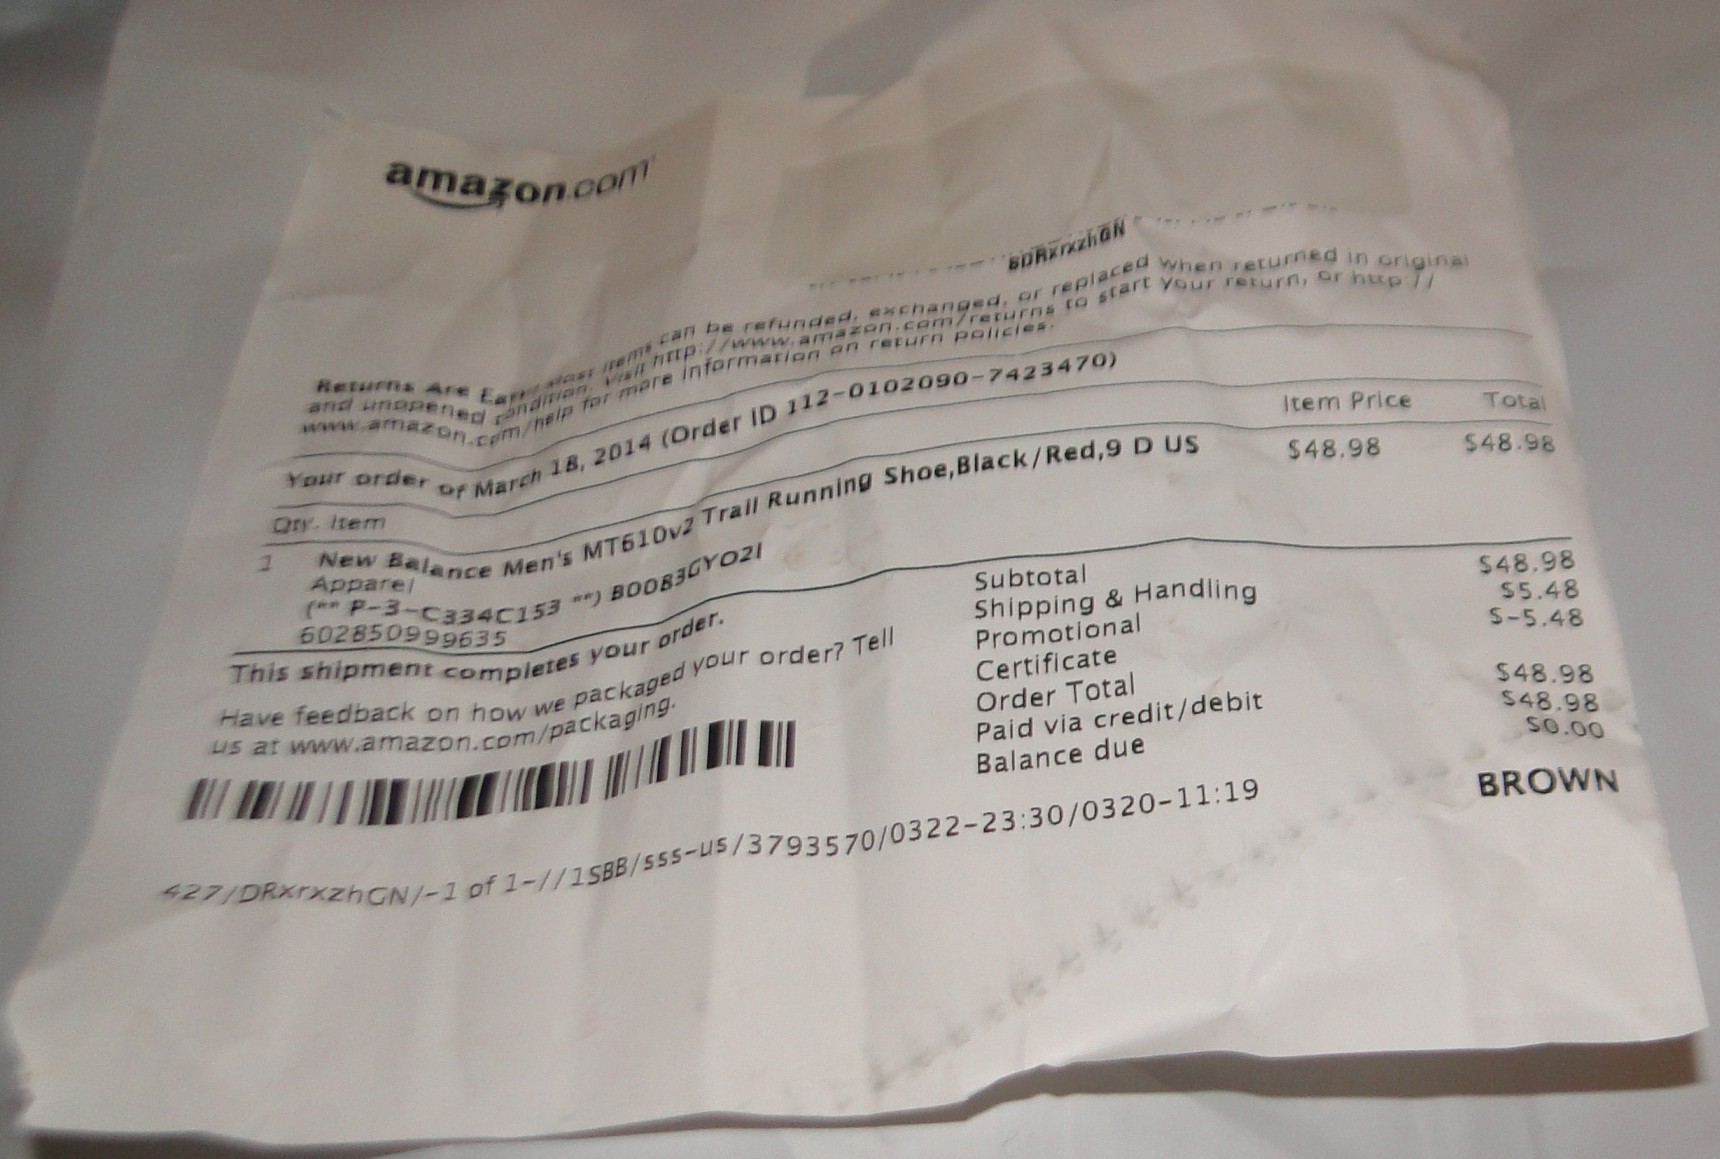 amazon.com
BDRxrxzhGN
Returns Are Easy! Most items can be refunded, exchanged, or replaced when returned in original
and unopened condition. Visit http://www.amazon.com/returns to start your return, or http://
www.amazon.com/help for more information on return policies.
Your order of March 18, 2014 (Order ID 112-0102090-7423470)
Qty. Item Item Price Total
1 New Balance Men's MT610v2 Trail Running Shoe,Black/Red,9 D US $48.98 $48.98
Apparel
(** P-3-C334C153 **) B0083GYO2I
602850999635
This shipment completes your order.
Have feedback on how we packaged your order? Tell
us at www.amazon.com/packaging.
Subtotal $48.98
Shipping & Handling $5.48
Promotional $-5.48
Certificate
Order Total $48.98
Paid via credit/debit $48.98
Balance due $0.00
BROWN
427/DRxrxzhGN/-1 of 1-//1SBB/sss-us/3793570/0322-23:30/0320-11:19